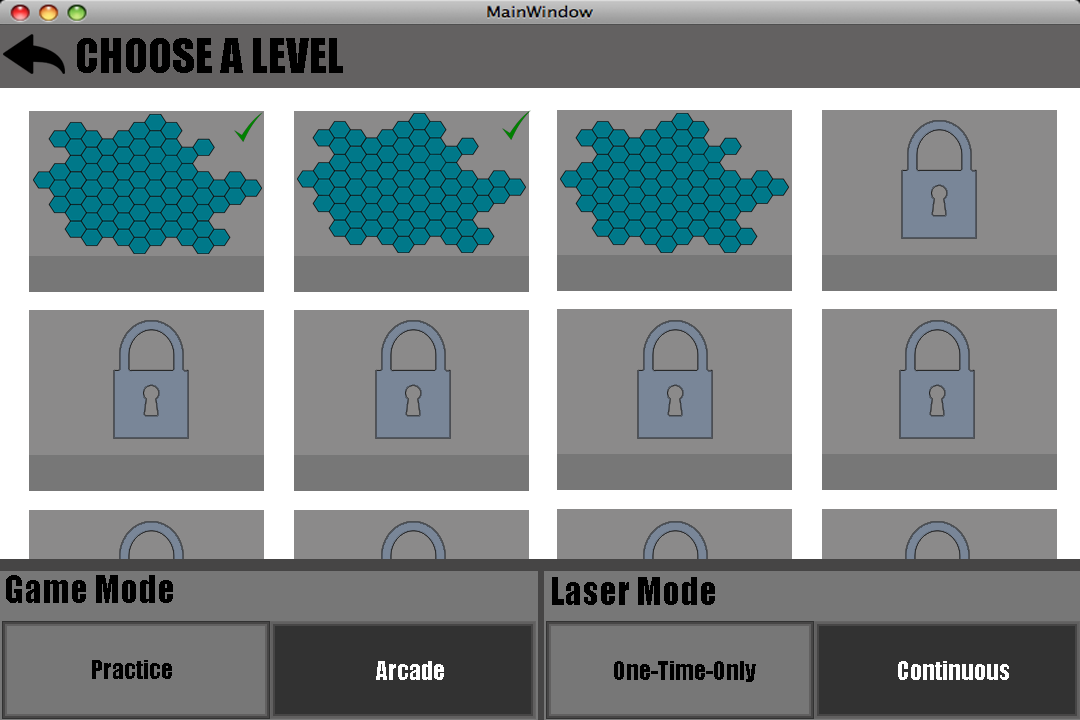 MainWindow
CHOOSE A LEVEL
Game Mode
Laser Mode
Practice
Arcade
One-Time-Only
Continuous